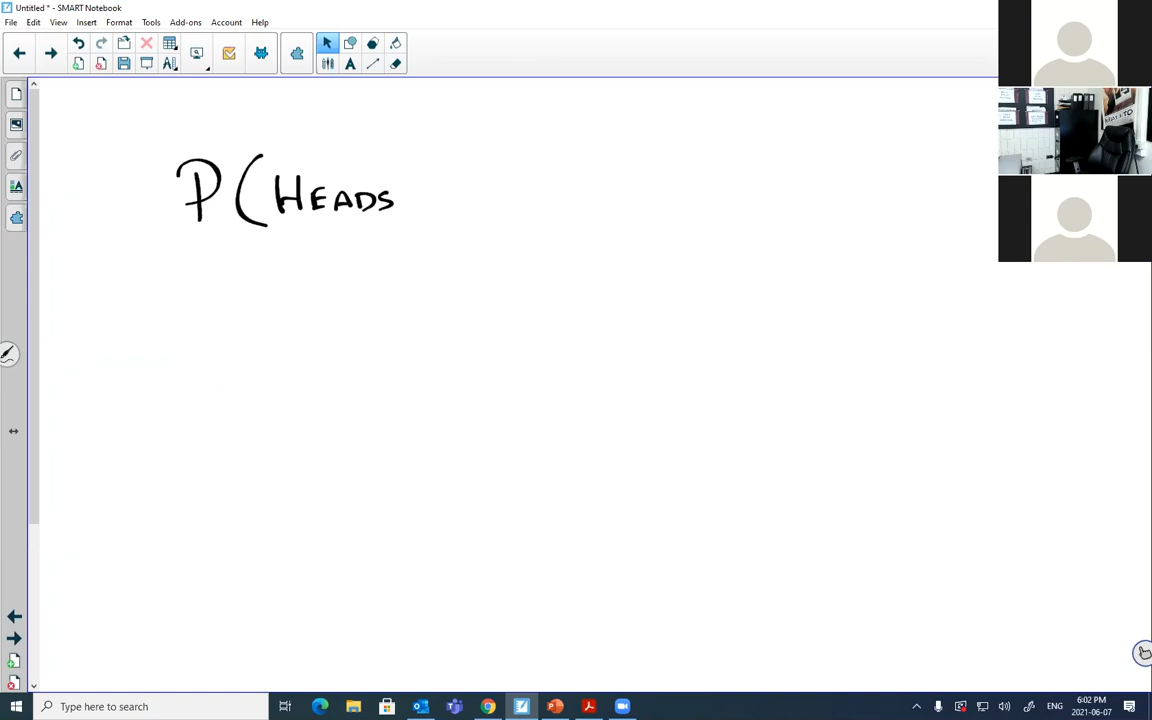 Untitled * - SMART Notebook
File Edit View Insert Format Tools Add-ons Account Help
P(HEADS
Type here to search
ENG
6:02 PM
2021-06-07